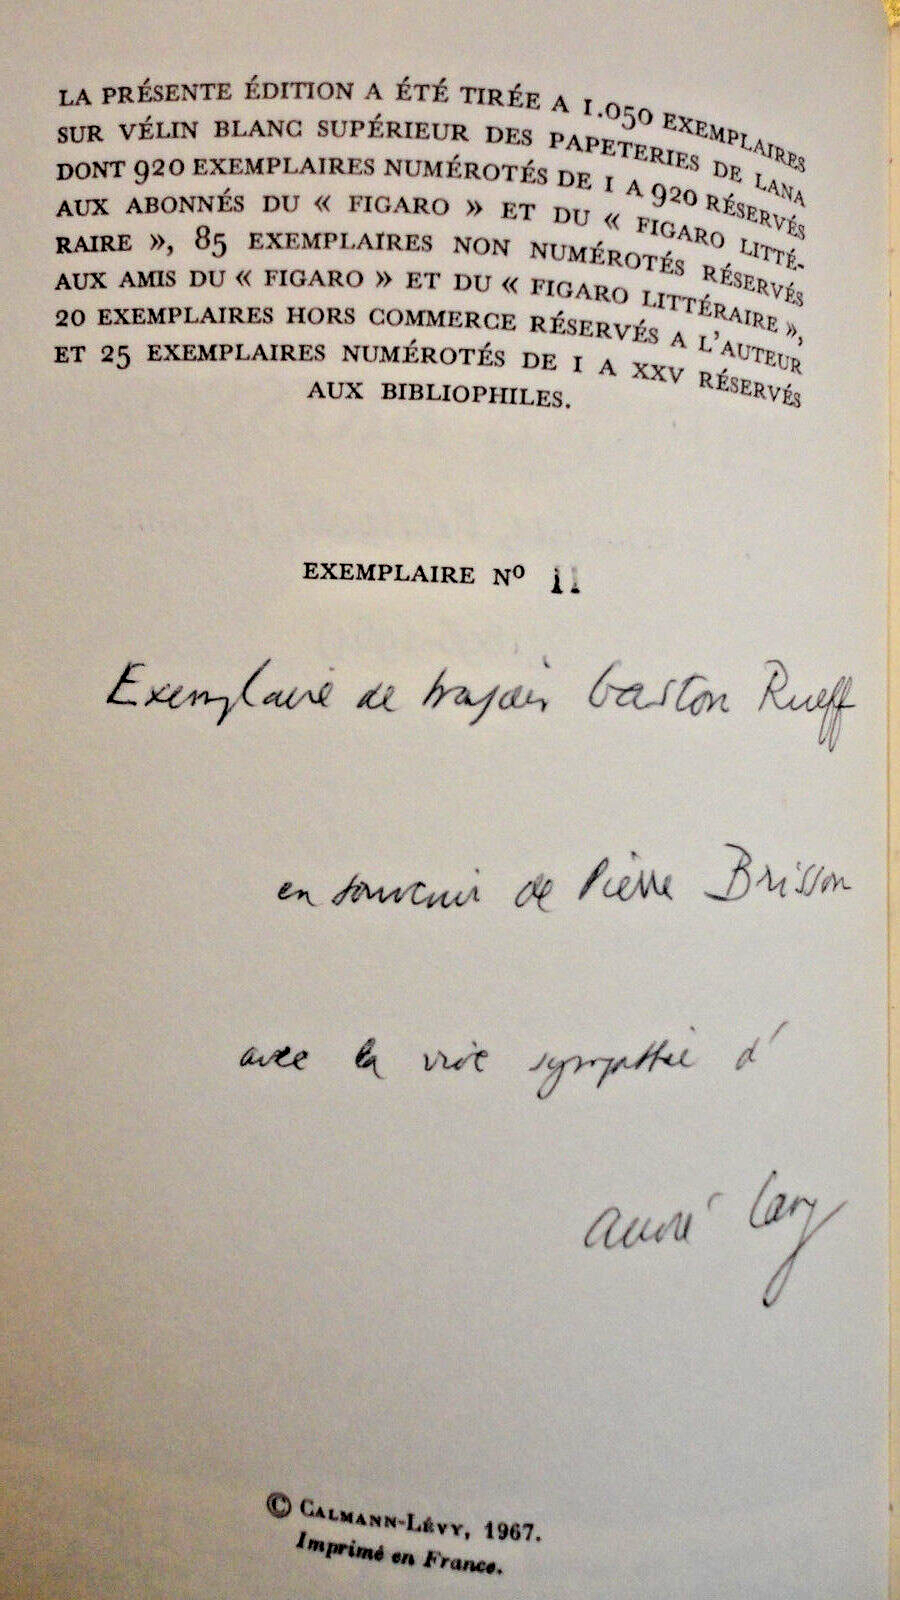 LA PRÉSENTE ÉDITION A ÉTÉ TIRÉE A 1.050 EXEMPLAIRES
SUR VÉLIN BLANC SUPÉRIEUR DES PAPETERIES DE LANA
DONT 920 EXEMPLAIRES NUMÉROTÉS DE 1 A 920 RÉSERVÉS
AUX ABONNÉS DU « FIGARO » ET DU « FIGARO LITTÉ-
RAIRE », 85 EXEMPLAIRES NON NUMÉROTÉS RÉSERVÉS
AUX AMIS DU « FIGARO » ET DU « FIGARO LITTÉRAIRE »,
20 EXEMPLAIRES HORS COMMERCE RÉSERVÉS A L'AUTEUR
ET 25 EXEMPLAIRES NUMÉROTÉS DE I A XXV RÉSERVÉS
AUX BIBLIOPHILES.
EXEMPLAIRE Nº 11
Exemplaire de Gaston Rueff
en souvenir de Pierre Brisson
avec la vive sympathie d'
André
© CALMANN-LÉVY, 1967.
Imprimé en France.